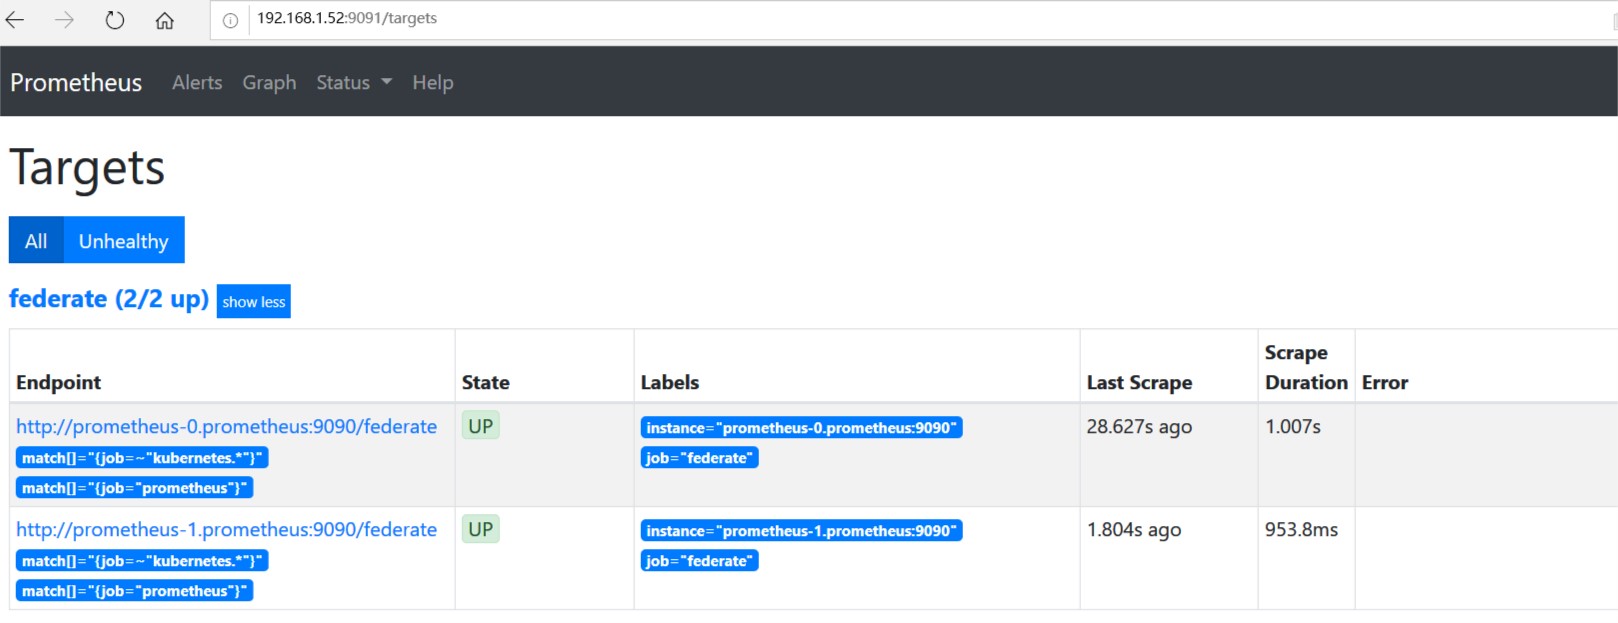 192.168.1.52:9091/targets
Prometheus Alerts Graph Status Help
Targets
All Unhealthy
federate (2/2 up) show less
Endpoint State Labels Last Scrape Scrape Duration Error
http://prometheus-0.prometheus:9090/federate UP instance="prometheus-0.prometheus:9090" 28.627s ago 1.007s
match[]="{job=~"kubernetes.*"}" job="federate"
match[]="{job="prometheus"}"
http://prometheus-1.prometheus:9090/federate UP instance="prometheus-1.prometheus:9090" 1.804s ago 953.8ms
match[]="{job=~"kubernetes.*"}" job="federate"
match[]="{job="prometheus"}"